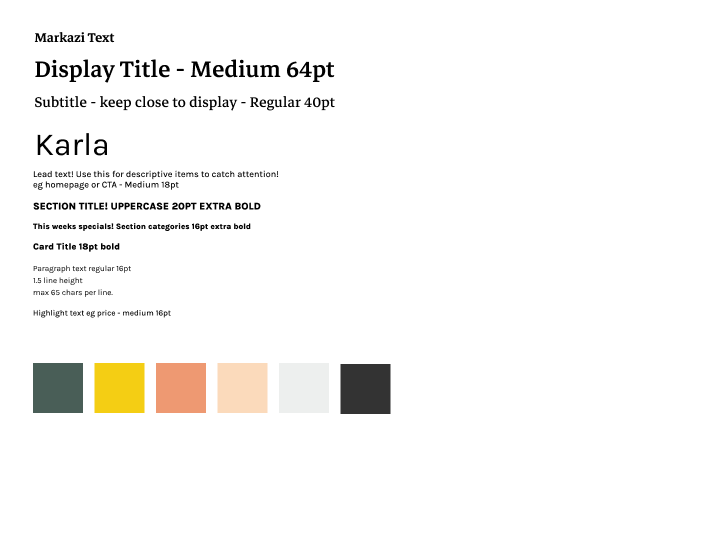 Markazi Text
Display Title - Medium 64pt
Subtitle - keep close to display - Regular 40pt
Karla
Lead text! Use this for descriptive items to catch attention!
eg homepage or CTA - Medium 18pt
SECTION TITLE! UPPERCASE 20PT EXTRA BOLD
This weeks specials! Section categories 16pt extra bold
Card Title 18pt bold
Paragraph text regular 16pt
1.5 line height
max 65 chars per line.
Highlight text eg price - medium 16pt